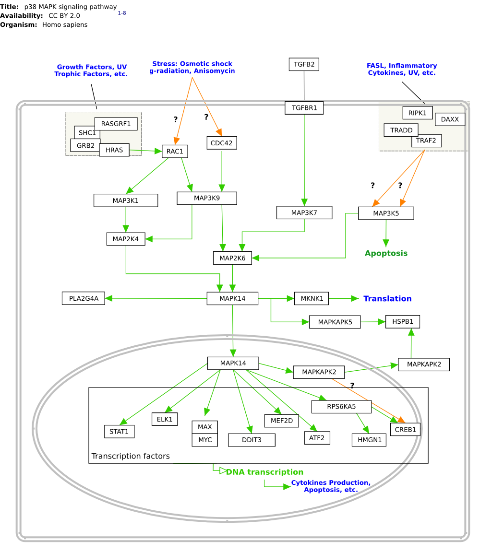 Title: p38 MAPK signaling pathway
Availability: CC BY 2.0
1-8
Organism: Homo sapiens
Growth Factors, UV
Trophic Factors, etc.
Stress: Osmotic shock
g-radiation, Anisomycin
TGFB2
FASL, Inflammatory
Cytokines, UV, etc.
TGFBR1
RIPK1
DAXX
TRADD
TRAF2
RASGRF1
SHC1
GRB2
HRAS
?
?
RAC1
CDC42
?
?
MAP3K1
MAP3K9
MAP3K7
MAP3K5
MAP2K4
MAP2K6
Apoptosis
PLA2G4A
MAPK14
MKNK1
Translation
MAPKAPK5
HSPB1
MAPK14
MAPKAPK2
MAPKAPK2
?
RPS6KA5
STAT1
ELK1
MAX
MYC
DDIT3
MEF2D
ATF2
HMGN1
CREB1
Transcription factors
DNA transcription
Cytokines Production,
Apoptosis, etc.